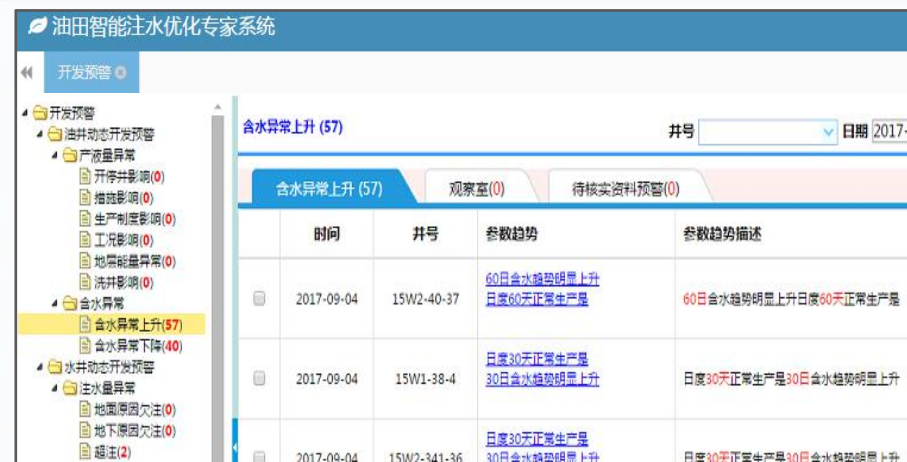 油田智能注水优化专家系统
开发预警
开发预警
油井动态开发预警
产液量异常
开停井影响(0)
措施影响(0)
生产制度影响(0)
工况影响(0)
地层能量异常(0)
洗井影响(0)
含水异常
含水异常上升(57)
含水异常下降(40)
水井动态开发预警
注水量异常
地面原因欠注(0)
地下原因欠注(0)
超注(2)
含水异常上升 (57)
井号 日期 2017-
含水异常上升 (57) 观察室(0) 待核实资料预警(0)
时间 井号 参数趋势 参数趋势描述
60日含水趋势明显上升
日度60天正常生产是
2017-09-04 15W2-40-37 60日含水趋势明显上升日度60天正常生产是
日度30天正常生产是
30日含水趋势明显上升
2017-09-04 15W1-38-4 日度30天正常生产是30日含水趋势明显上升
日度30天正常生产是
30日含水趋势明显上升
2017-09-04 15W2-341-36 日度30天正常生产是30日含水趋势明显上升